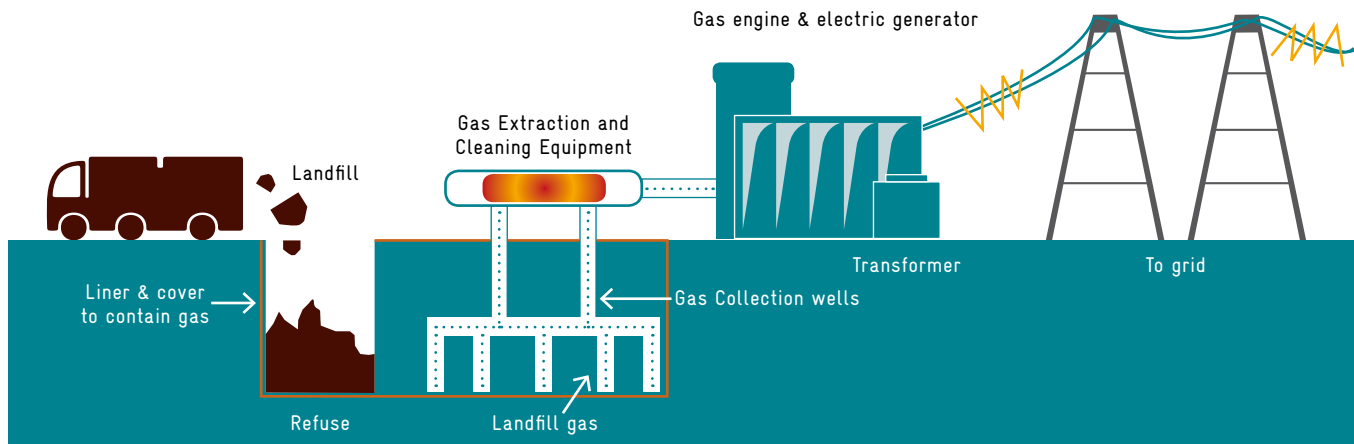 Gas engine & electric generator
Gas Extraction and
Cleaning Equipment
Landfill
Transformer
To grid
Liner & cover
to contain gas
Gas Collection wells
Refuse
Landfill gas